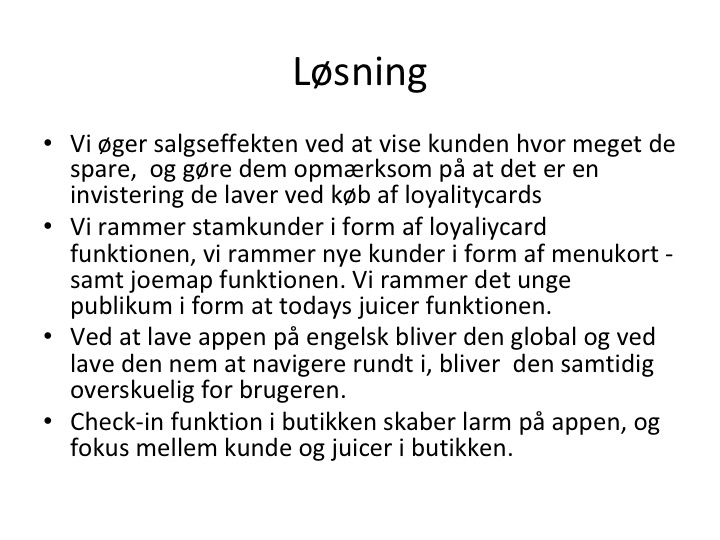 Løsning
• Vi øger salgseffekten ved at vise kunden hvor meget de
spare,  og gøre dem opmærksom på at det er en
invistering de laver ved køb af loyalitycards
• Vi rammer stamkunder i form af loyaliycard
funktionen, vi rammer nye kunder i form af menukort -
samt joemap funktionen. Vi rammer det unge
publikum i form at todays juicer funktionen.
• Ved at lave appen på engelsk bliver den global og ved
lave den nem at navigere rundt i, bliver  den samtidig
overskuelig for brugeren.
• Check-in funktion i butikken skaber larm på appen, og
fokus mellem kunde og juicer i butikken.